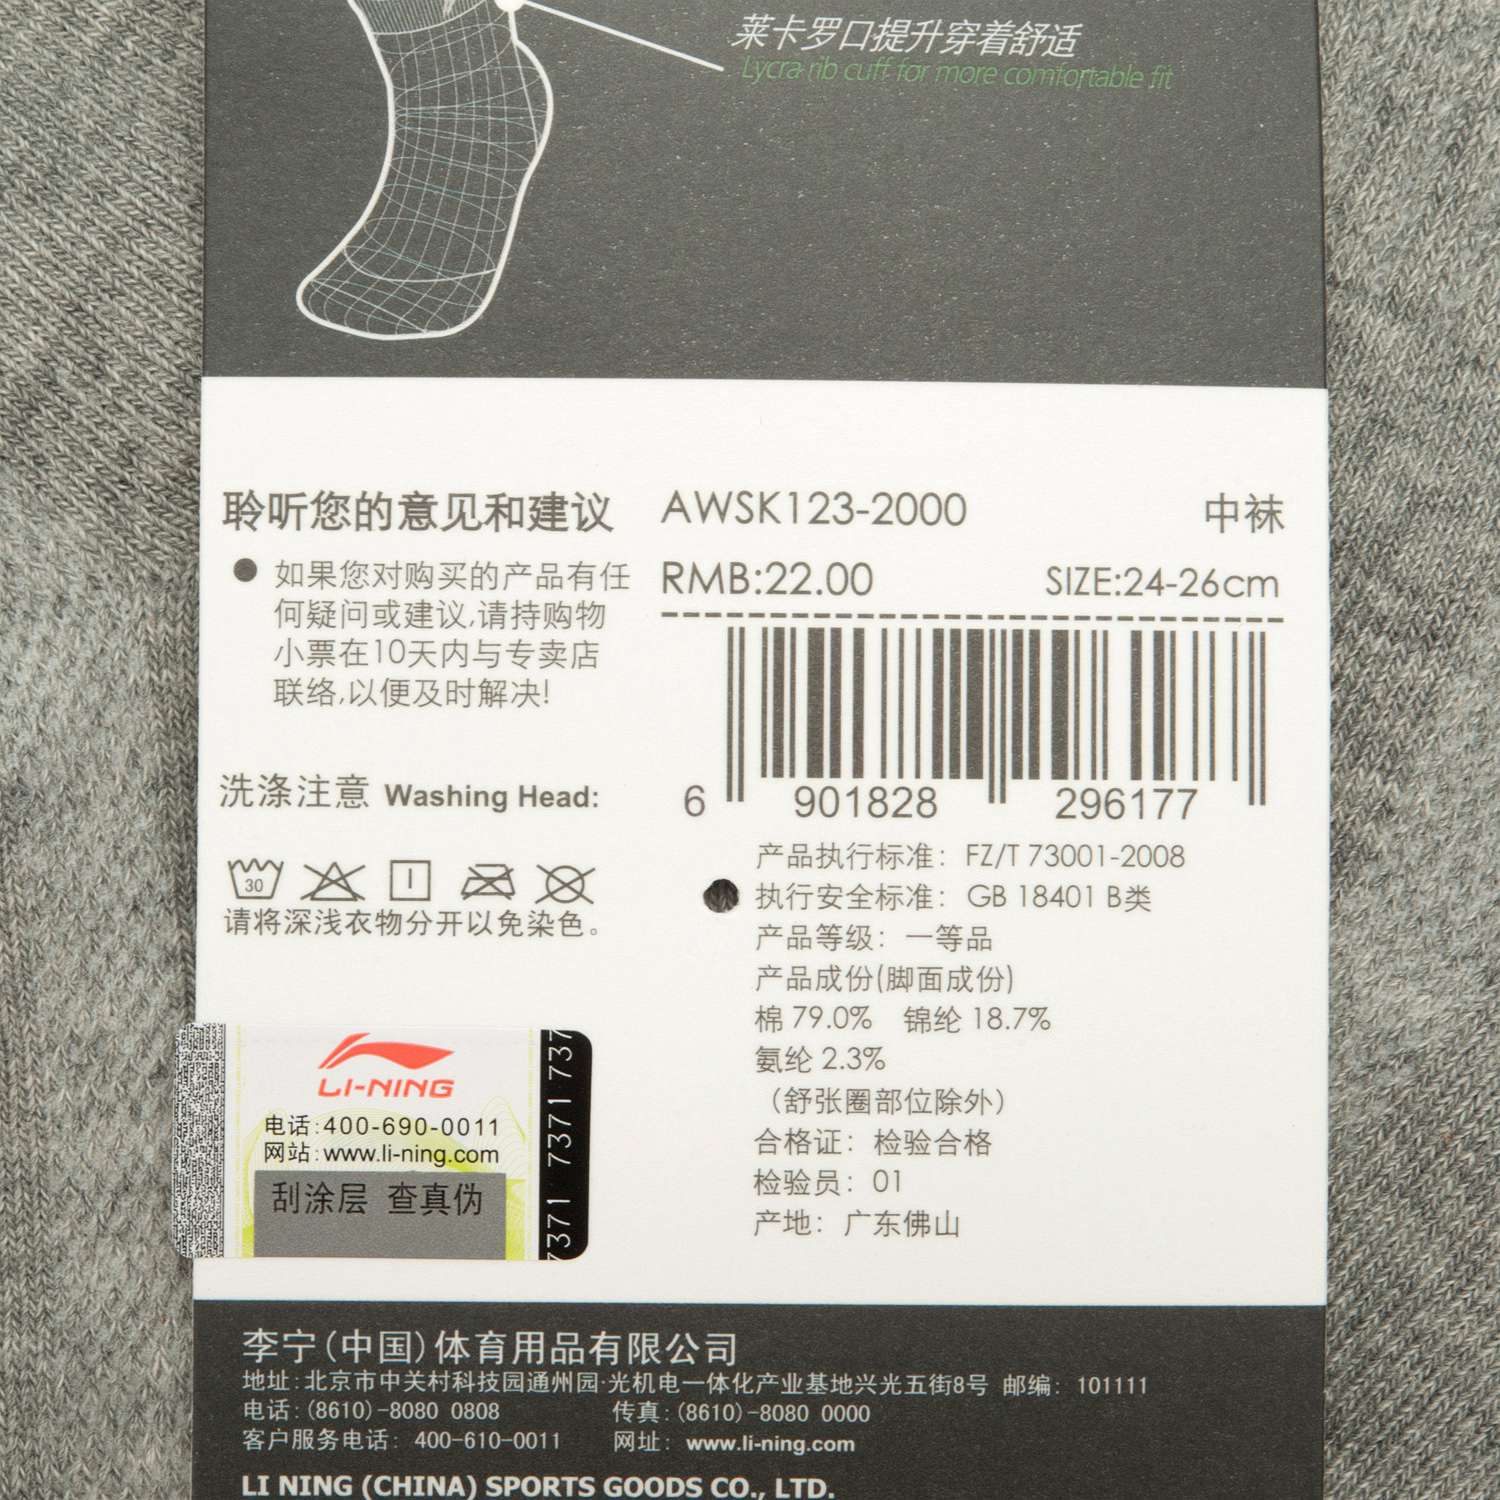 莱卡罗口提升穿着舒适
Lycra rib cuff for more comfortable fit
聆听您的意见和建议
如果您对购买的产品有任
何疑问或建议,请持购物
小票在10天内与专卖店
联络,以便及时解决!
洗涤注意 Washing Head:
30
请将深浅衣物分开以免染色。
AWSK123-2000 中袜
RMB:22.00 SIZE:24-26cm
6 901828 296177
产品执行标准: FZ/T 73001-2008
执行安全标准: GB 18401 B类
产品等级: 一等品
产品成份(脚面成份)
棉 79.0% 锦纶 18.7%
氨纶 2.3%
(舒张圈部位除外)
合格证: 检验合格
检验员: 01
产地: 广东佛山
LI-NING
电话:400-690-0011
网站:www.li-ning.com
刮涂层 查真伪
7371 7371 737
李宁(中国)体育用品有限公司
地址:北京市中关村科技园通州园·光机电一体化产业基地兴光五街8号 邮编: 101111
电话:(8610)-8080 0808 传真:(8610)-8080 0000
客户服务电话: 400-610-0011 网址: www.li-ning.com
LI NING (CHINA) SPORTS GOODS CO., LTD.